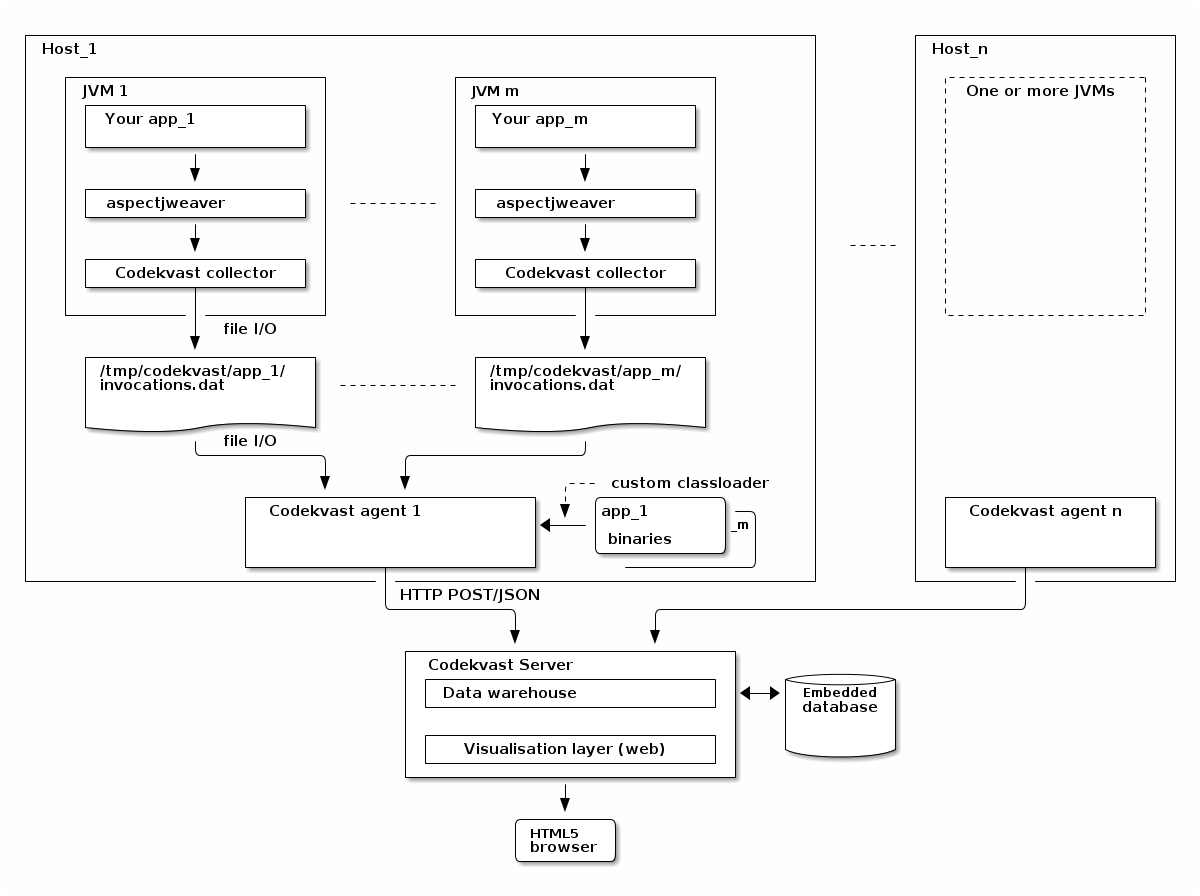 Host_1
Host_n
JVM 1
JVM m
One or more JVMs
Your app_1
Your app_m
aspectjweaver
aspectjweaver
Codekvast collector
Codekvast collector
file I/O
/tmp/codekvast/app_1/
invocations.dat
/tmp/codekvast/app_m/
invocations.dat
file I/O
custom classloader
Codekvast agent 1
app_1
binaries
_m
Codekvast agent n
HTTP POST/JSON
Codekvast Server
Data warehouse
Embedded
database
Visualisation layer (web)
HTML5
browser